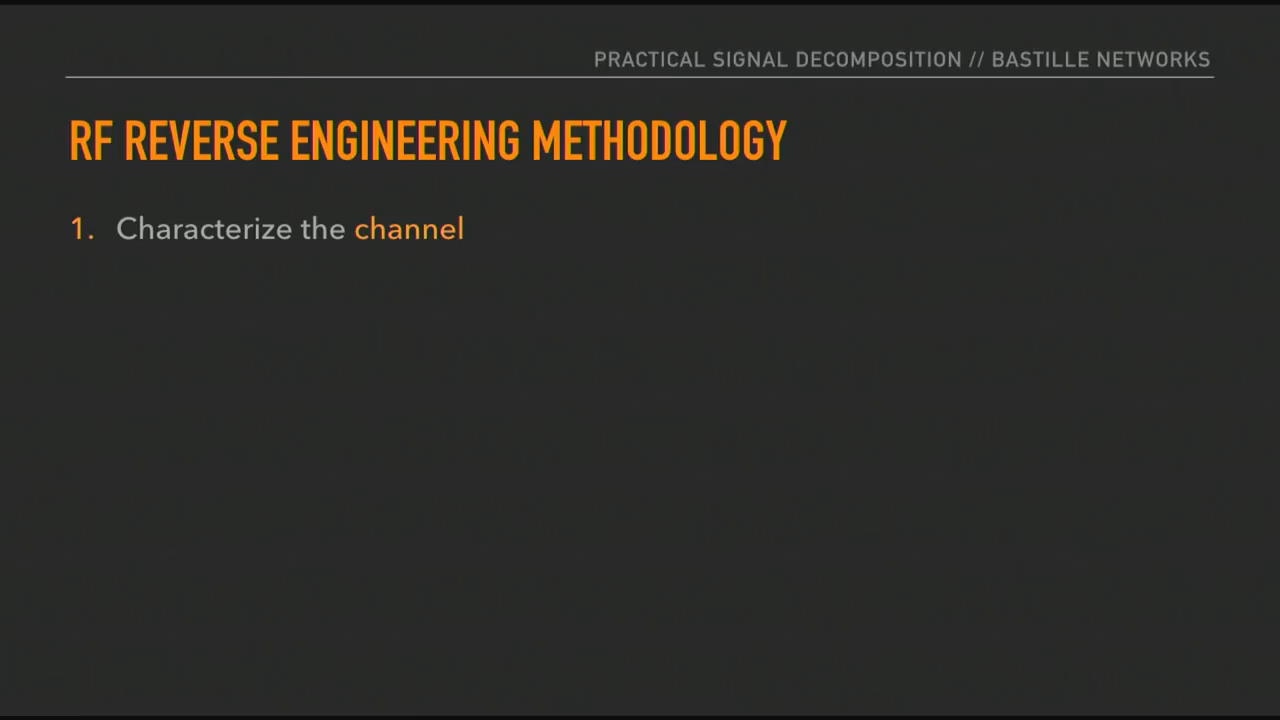 PRACTICAL SIGNAL DECOMPOSITION // BASTILLE NETWORKS
RF REVERSE ENGINEERING METHODOLOGY
1. Characterize the channel